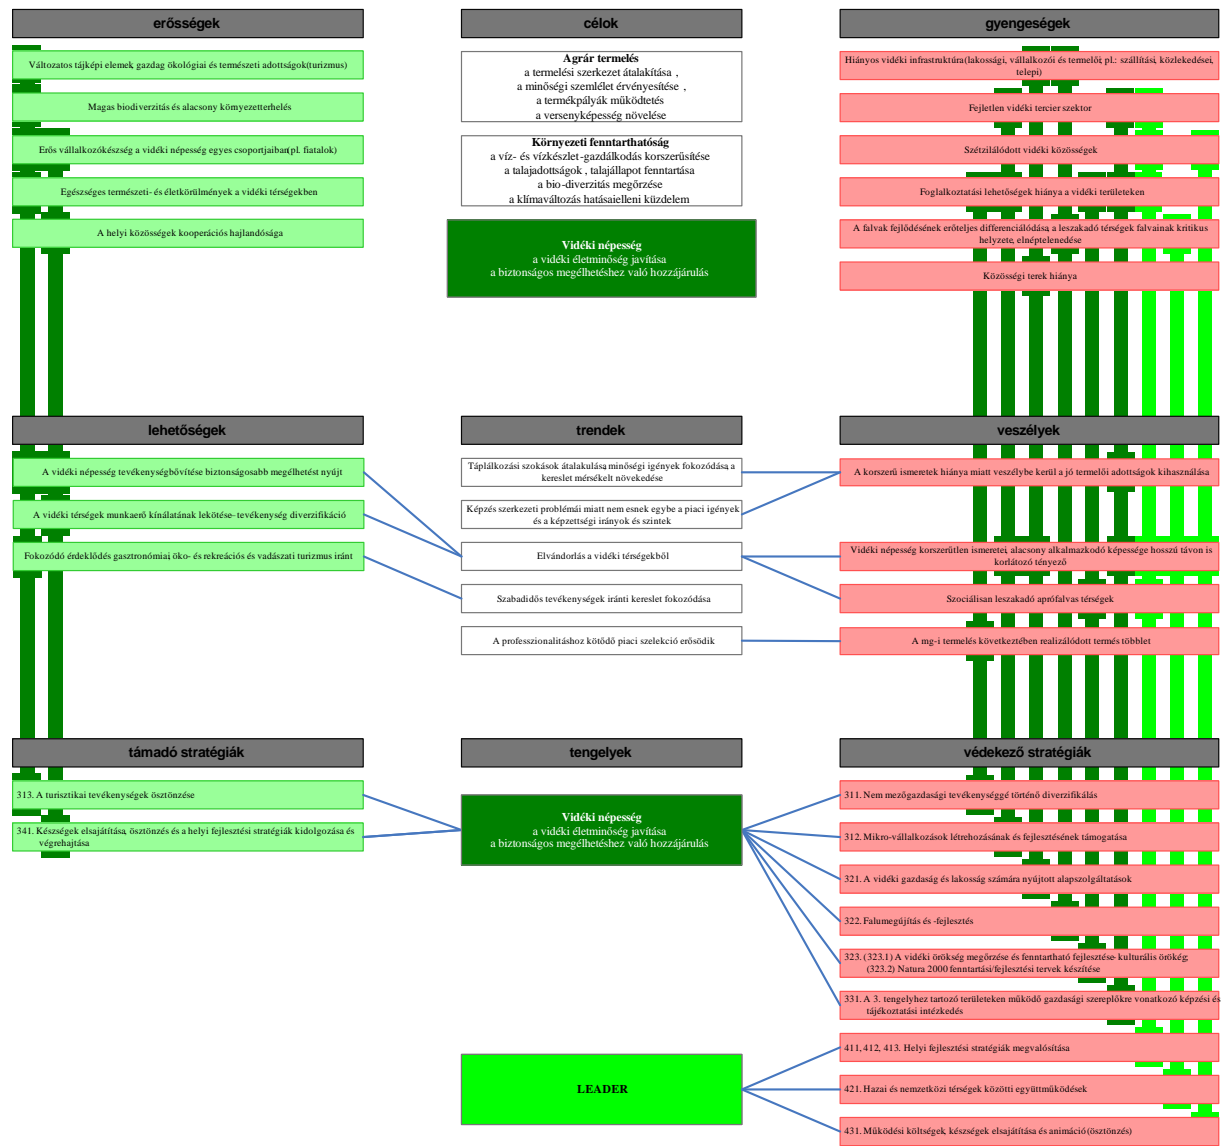 erősségek
Változatos tájképi elemek gazdag ökológiai és természeti adottságok(turizmus)
Magas biodiverzitás és alacsony környezetterhelés
Erős vállalkozókészség a vidéki népesség egyes csoportjaiban(pl. fiatalok)
Egészséges természeti- és életkörülmények a vidéki térségekben
A helyi közösségek kooperációs hajlandósága
célok
Agrár termelés
a termelési szerkezet átalakítása ,
a minőségi szemlélet érvényesítése ,
a termékpályák működtetés
a versenyképesség növelése
Környezeti fenntarthatóság
a víz- és vízkészlet-gazdálkodás korszerűsítése
a talajadottságok , talajállapot fenntartása
a bio-diverzitás megőrzése
a klímaváltozás hatásaielleni küzdelem
Vidéki népesség
a vidéki életminőség javítása
a biztonságos megélhetéshez való hozzájárulás
gyengeségek
Hiányos vidéki infrastruktúra(lakossági, vállalkozói és termelői; pl.: szállítási, közlekedései,
telepi)
Fejletlen vidéki tercier szektor
Szétzilálódott vidéki közösségek
Foglalkoztatási lehetőségek hiánya a vidéki területeken
A falvak fejlődésének erőteljes differenciálódása, a leszakadó térségek falvainak kritikus
helyzete, elnéptelenedése
Közösségi terek hiánya
lehetőségek
A vidéki népesség tevékenységbővítése biztonságosabb megélhetést nyújt
A vidéki térségek munkaerő kínálatának lekötése–tevékenység diverzifikáció
Fokozódó érdeklődés gasztronómiai, öko- és rekreációs és vadászati turizmus iránt
trendek
Táplálkozási szokások átalakulása, minőségi igények fokozódása, a
kereslet mérsékelt növekedése
Képzés szerkezeti problémái miatt nem esnek egybe a piaci igények
és a képzettségi irányok és szintek
Elvándorlás a vidéki térségekből
Szabadidős tevékenységek iránti kereslet fokozódása
A professzionalitáshoz kötődő piaci szelekció erősödik
veszélyek
A korszerű ismeretek hiánya miatt veszélybe kerül a jó termelői adottságok kihasználása
Vidéki népesség korszerűtlen ismeretei, alacsony alkalmazkodó képessége hosszú távon is
korlátozó tényező
Szociálisan leszakadó aprófalvas térségek
A mg-i termelés következtében realizálódott termés többlet
támadó stratégiák
313. A turisztikai tevékenységek ösztönzése
341. Készségek elsajátítása, ösztönzés és a helyi fejlesztési stratégiák kidolgozása és
végrehajtása
tengelyek
Vidéki népesség
a vidéki életminőség javítása
a biztonságos megélhetéshez való hozzájárulás
LEADER
védekező stratégiák
311. Nem mezőgazdasági tevékenységgé történő diverzifikálás
312. Mikro-vállalkozások létrehozásának és fejlesztésének támogatása
321. A vidéki gazdaság és lakosság számára nyújtott alapszolgáltatások
322. Falumegújítás és -fejlesztés
323. (323.1) A vidéki örökség megőrzése és fenntartható fejlesztése-kulturális örökég;
(323.2) Natura 2000 fenntartási/fejlesztési tervek készítése
331. A 3. tengelyhez tartozó területeken működő gazdasági szereplőkre vonatkozó képzési és
tájékoztatási intézkedés
411, 412, 413. Helyi fejlesztési stratégiák megvalósítása
421. Hazai és nemzetközi térségek közötti együttműködések
431. Működési költségek, készségek elsajátítása és animáció(ösztönzés)